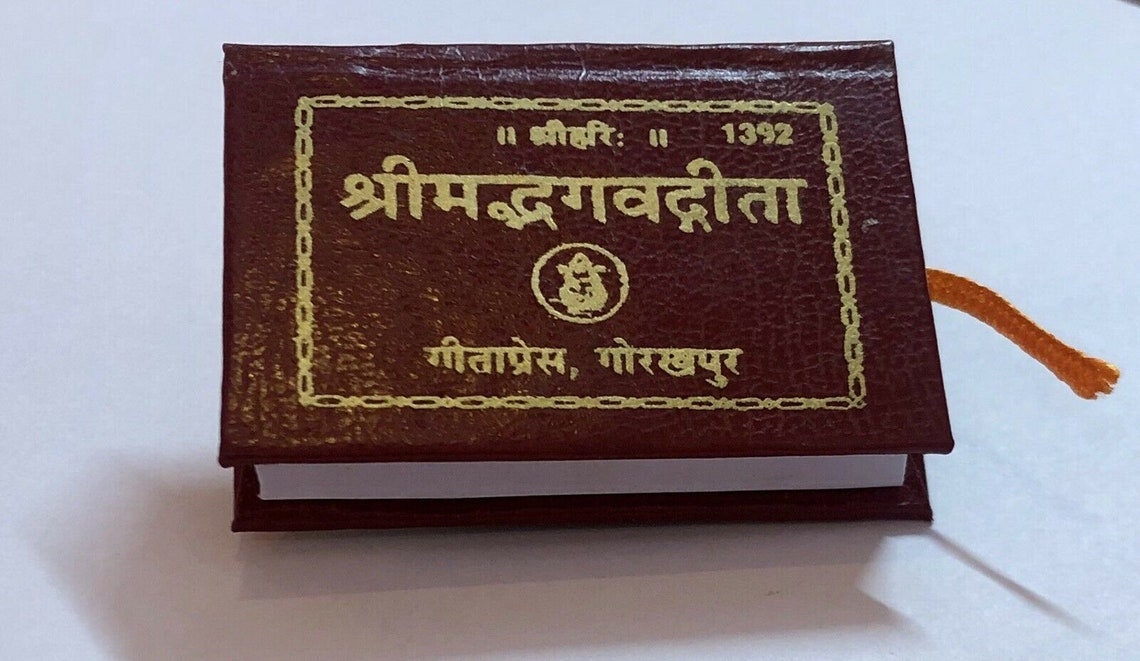 ॥ श्रीहरि: ॥ 1392
श्रीमद्भगवद्गीता
गीताप्रेस, गोरखपुर